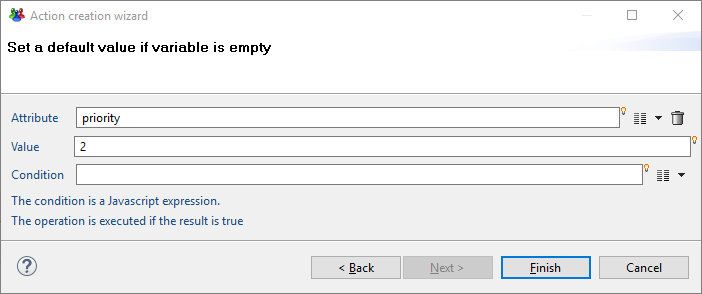 Action creation wizard
Set a default value if variable is empty
Attribute priority
Value 2
Condition
The condition is a Javascript expression.
The operation is executed if the result is true
? < Back Next > Finish Cancel